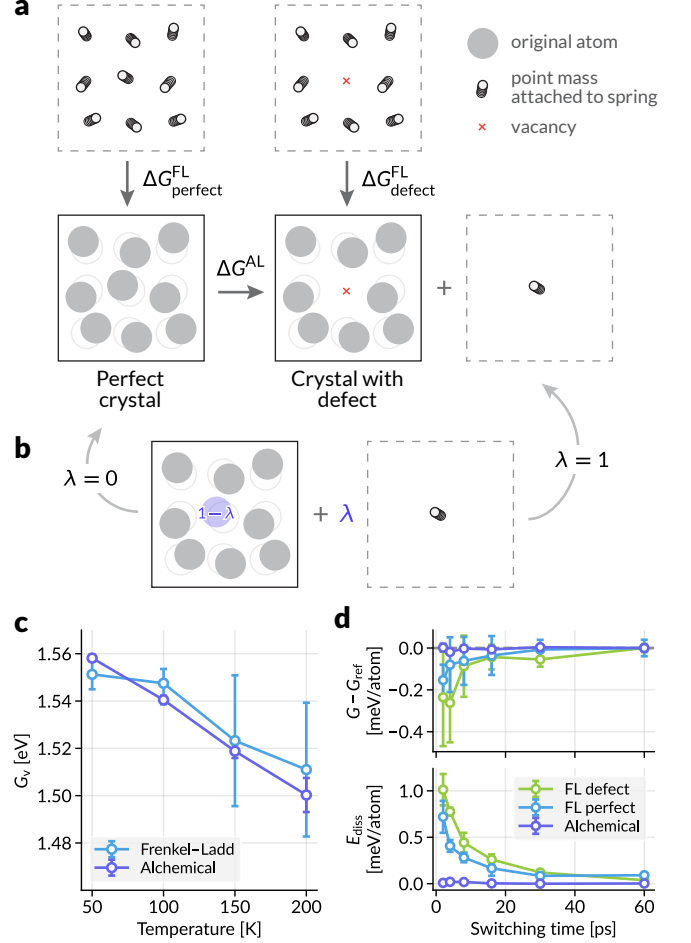 a
original atom
point mass
attached to spring
vacancy
ΔG^FL_perfect
ΔG^FL_defect
ΔG^AL
+
Perfect
crystal
Crystal with
defect
b
λ = 0
1 − λ
+ λ
λ = 1
c
1.56
1.54
1.52
1.50
1.48
G_v [eV]
Frenkel–Ladd
Alchemical
50
100
150
200
Temperature [K]
d
0.0
−0.2
−0.4
G − G_ref
[meV/atom]
1.0
0.5
0.0
E_diss
[meV/atom]
FL defect
FL perfect
Alchemical
0
20
40
60
Switching time [ps]